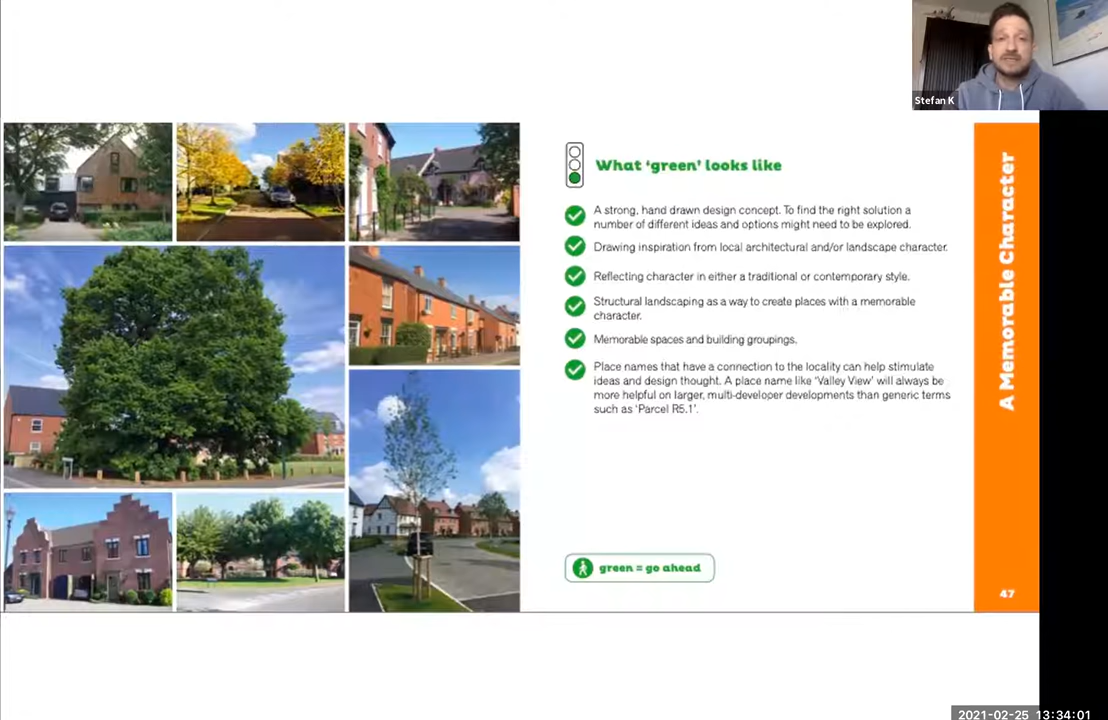 Stefan K
What 'green' looks like
A strong, hand drawn design concept. To find the right solution a
number of different ideas and options might need to be explored.
Drawing inspiration from local architectural and/or landscape character.
Reflecting character in either a traditional or contemporary style.
Structural landscaping as a way to create places with a memorable
character.
Memorable spaces and building groupings.
Place names that have a connection to the locality can help stimulate
ideas and design thought. A place name like 'Valley View' will always be
more helpful on larger, multi-developer developments than generic terms
such as 'Parcel R5.1'.
green = go ahead
A Memorable Character
47
2021-02-25 13:34:01